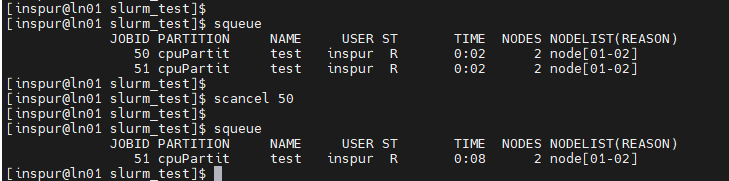 [inspur@ln01 slurm_test]$
[inspur@ln01 slurm_test]$ squeue
             JOBID PARTITION     NAME     USER ST       TIME  NODES NODELIST(REASON)
                50 cpuPartit     test   inspur  R       0:02      2 node[01-02]
                51 cpuPartit     test   inspur  R       0:02      2 node[01-02]
[inspur@ln01 slurm_test]$
[inspur@ln01 slurm_test]$ scancel 50
[inspur@ln01 slurm_test]$
[inspur@ln01 slurm_test]$ squeue
             JOBID PARTITION     NAME     USER ST       TIME  NODES NODELIST(REASON)
                51 cpuPartit     test   inspur  R       0:08      2 node[01-02]
[inspur@ln01 slurm_test]$